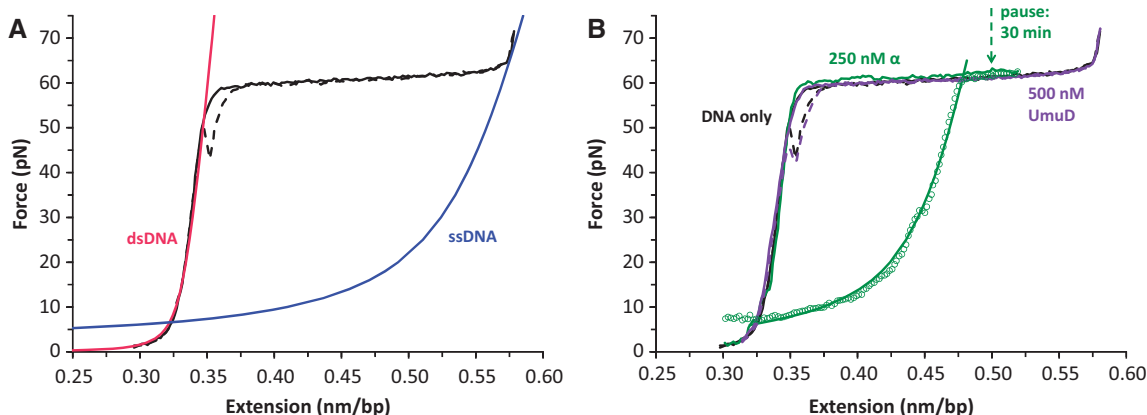 A
70
60
50
40
30
20
10
0
Force (pN)
dsDNA
ssDNA
0.25 0.30 0.35 0.40 0.45 0.50 0.55 0.60
Extension (nm/bp)
B
pause:
30 min
250 nM α
DNA only
500 nM
UmuD
70
60
50
40
30
20
10
0
Force (pN)
0.25 0.30 0.35 0.40 0.45 0.50 0.55 0.60
Extension (nm/bp)